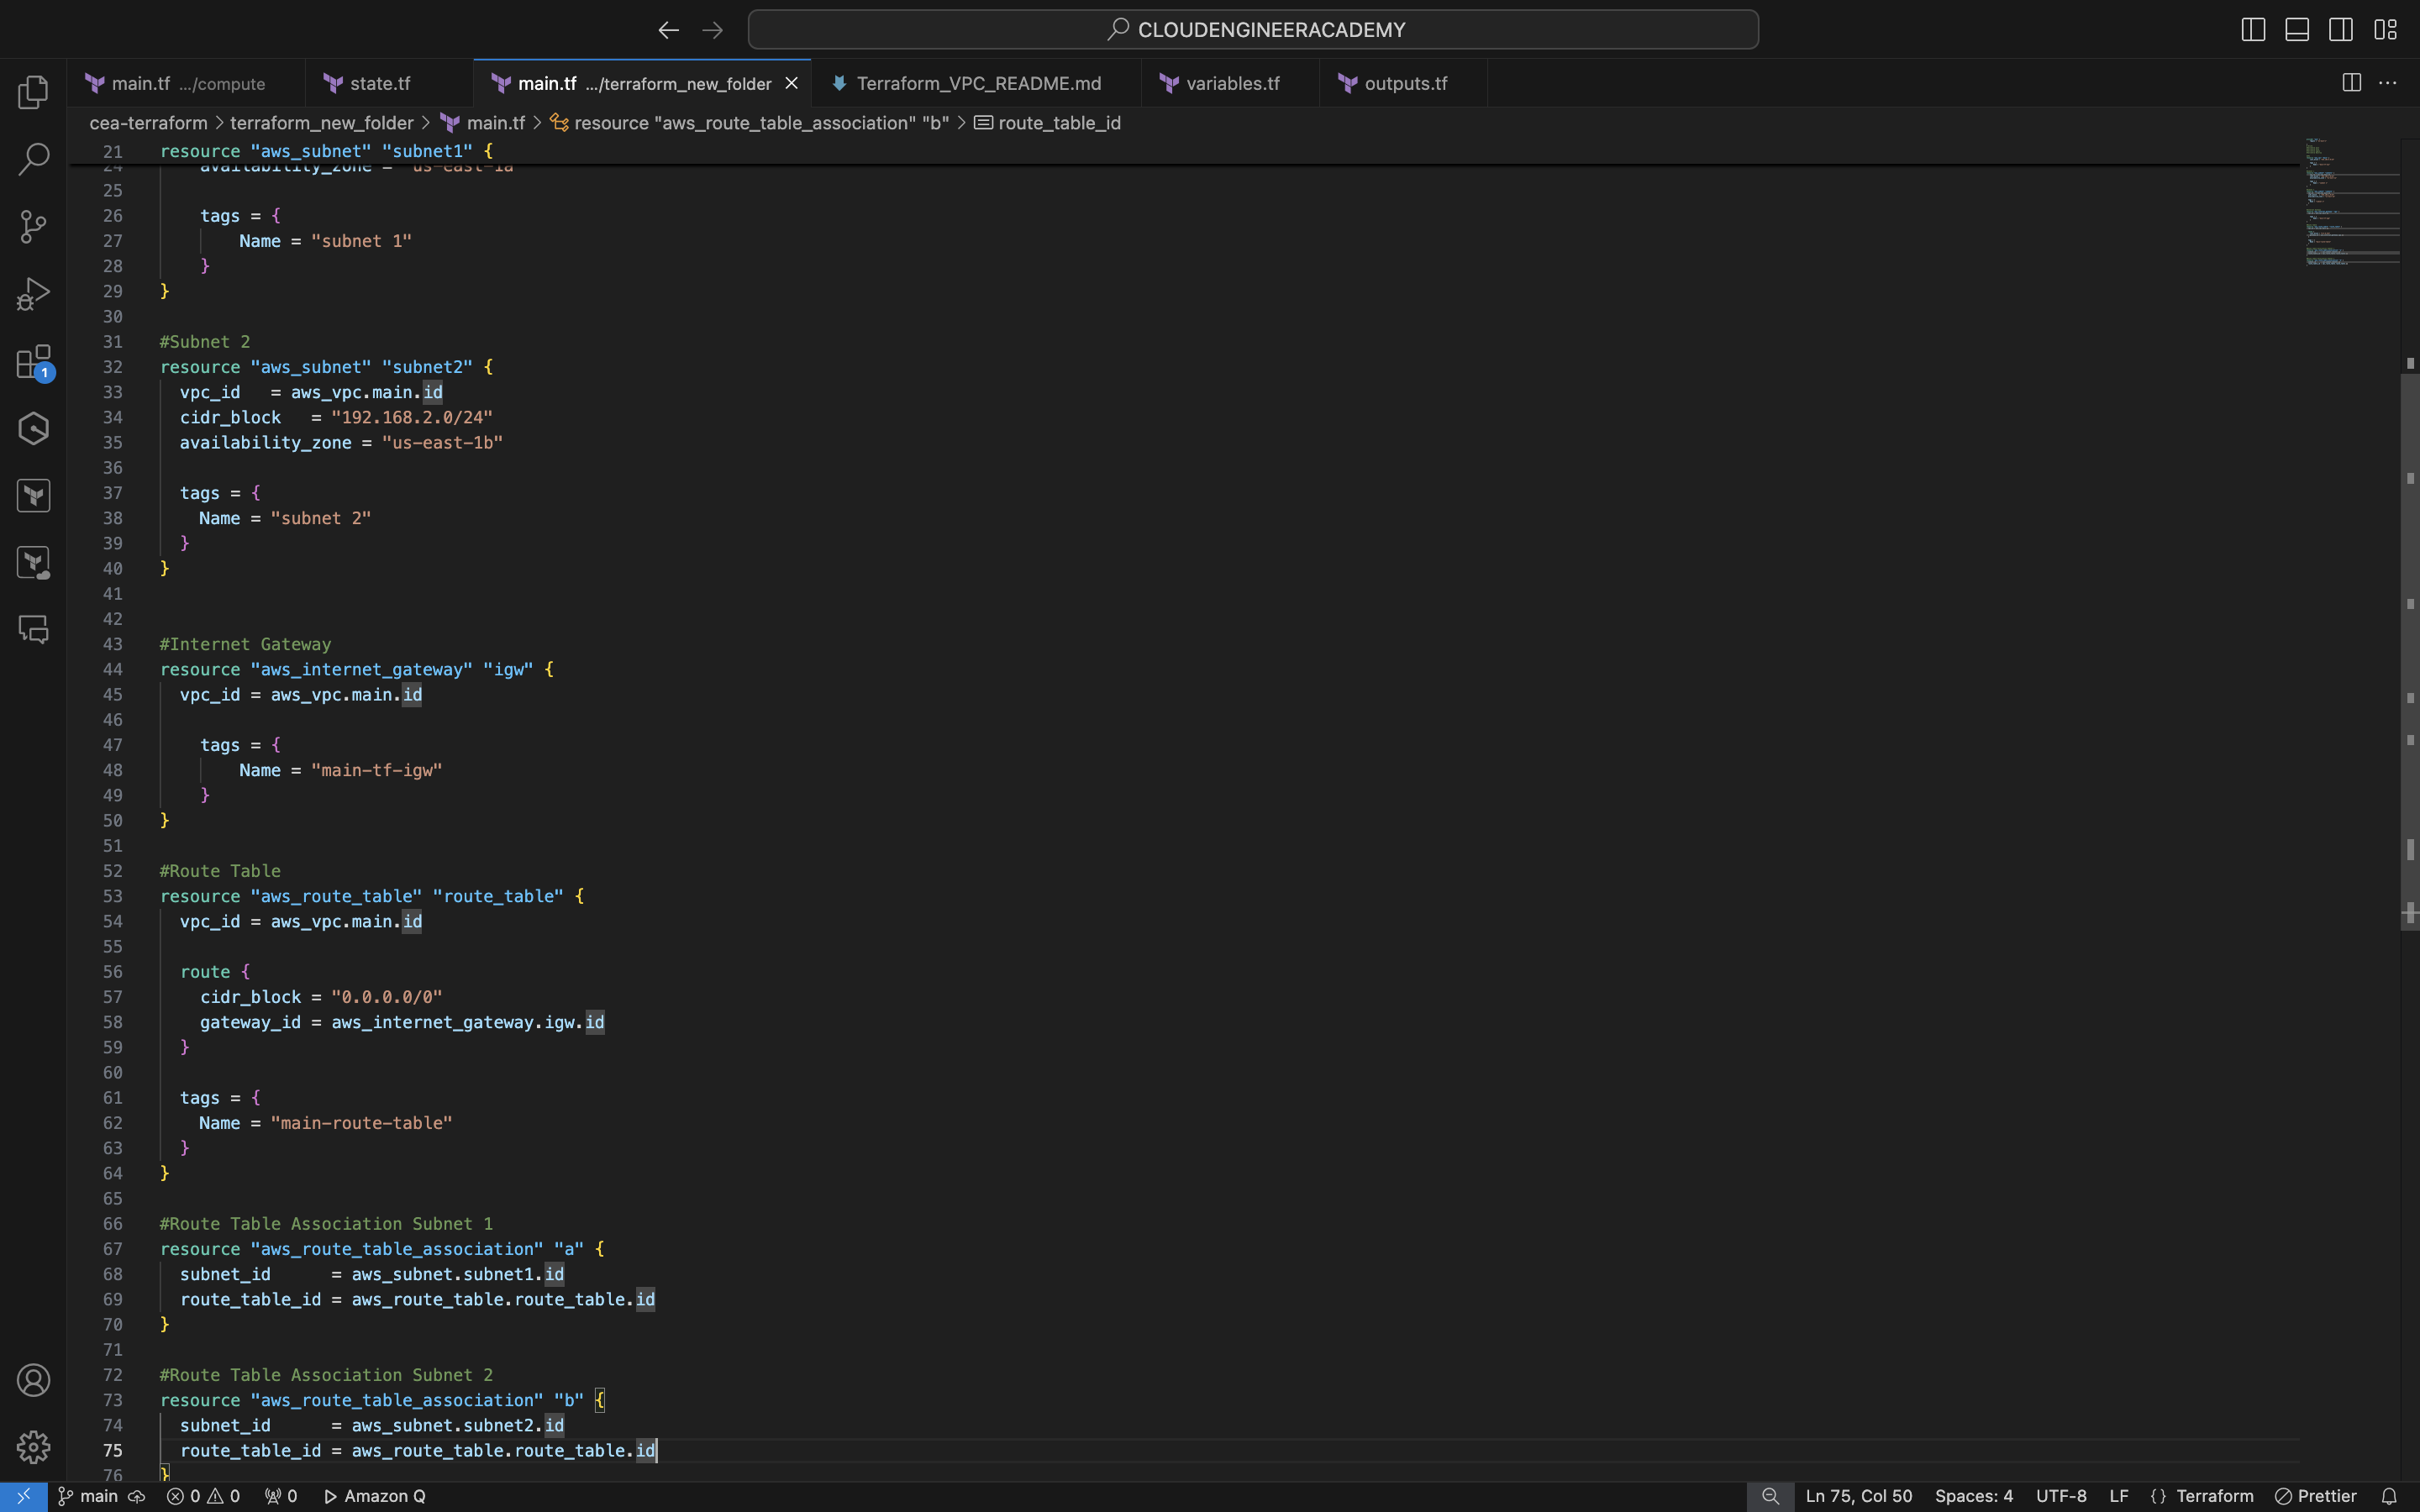 CLOUDENGINEERACADEMY
main.tf .../compute
state.tf
main.tf .../terraform_new_folder
Terraform_VPC_README.md
variables.tf
outputs.tf
cea-terraform > terraform_new_folder > main.tf > resource "aws_route_table_association" "b" > route_table_id
21 resource "aws_subnet" "subnet1" {
24 availability_zone = "us-east-1a"
25
26 tags = {
27 Name = "subnet 1"
28 }
29 }
30
31 #Subnet 2
32 resource "aws_subnet" "subnet2" {
33 vpc_id   = aws_vpc.main.id
34 cidr_block   = "192.168.2.0/24"
35 availability_zone = "us-east-1b"
36
37 tags = {
38 Name = "subnet 2"
39 }
40 }
41
42
43 #Internet Gateway
44 resource "aws_internet_gateway" "igw" {
45 vpc_id = aws_vpc.main.id
46
47 tags = {
48 Name = "main-tf-igw"
49 }
50 }
51
52 #Route Table
53 resource "aws_route_table" "route_table" {
54 vpc_id = aws_vpc.main.id
55
56 route {
57 cidr_block = "0.0.0.0/0"
58 gateway_id = aws_internet_gateway.igw.id
59 }
60
61 tags = {
62 Name = "main-route-table"
63 }
64 }
65
66 #Route Table Association Subnet 1
67 resource "aws_route_table_association" "a" {
68 subnet_id      = aws_subnet.subnet1.id
69 route_table_id = aws_route_table.route_table.id
70 }
71
72 #Route Table Association Subnet 2
73 resource "aws_route_table_association" "b" {
74 subnet_id      = aws_subnet.subnet2.id
75 route_table_id = aws_route_table.route_table.id
76 }
1
main 0 0 0 Amazon Q Ln 75, Col 50 Spaces: 4 UTF-8 LF {} Terraform Prettier